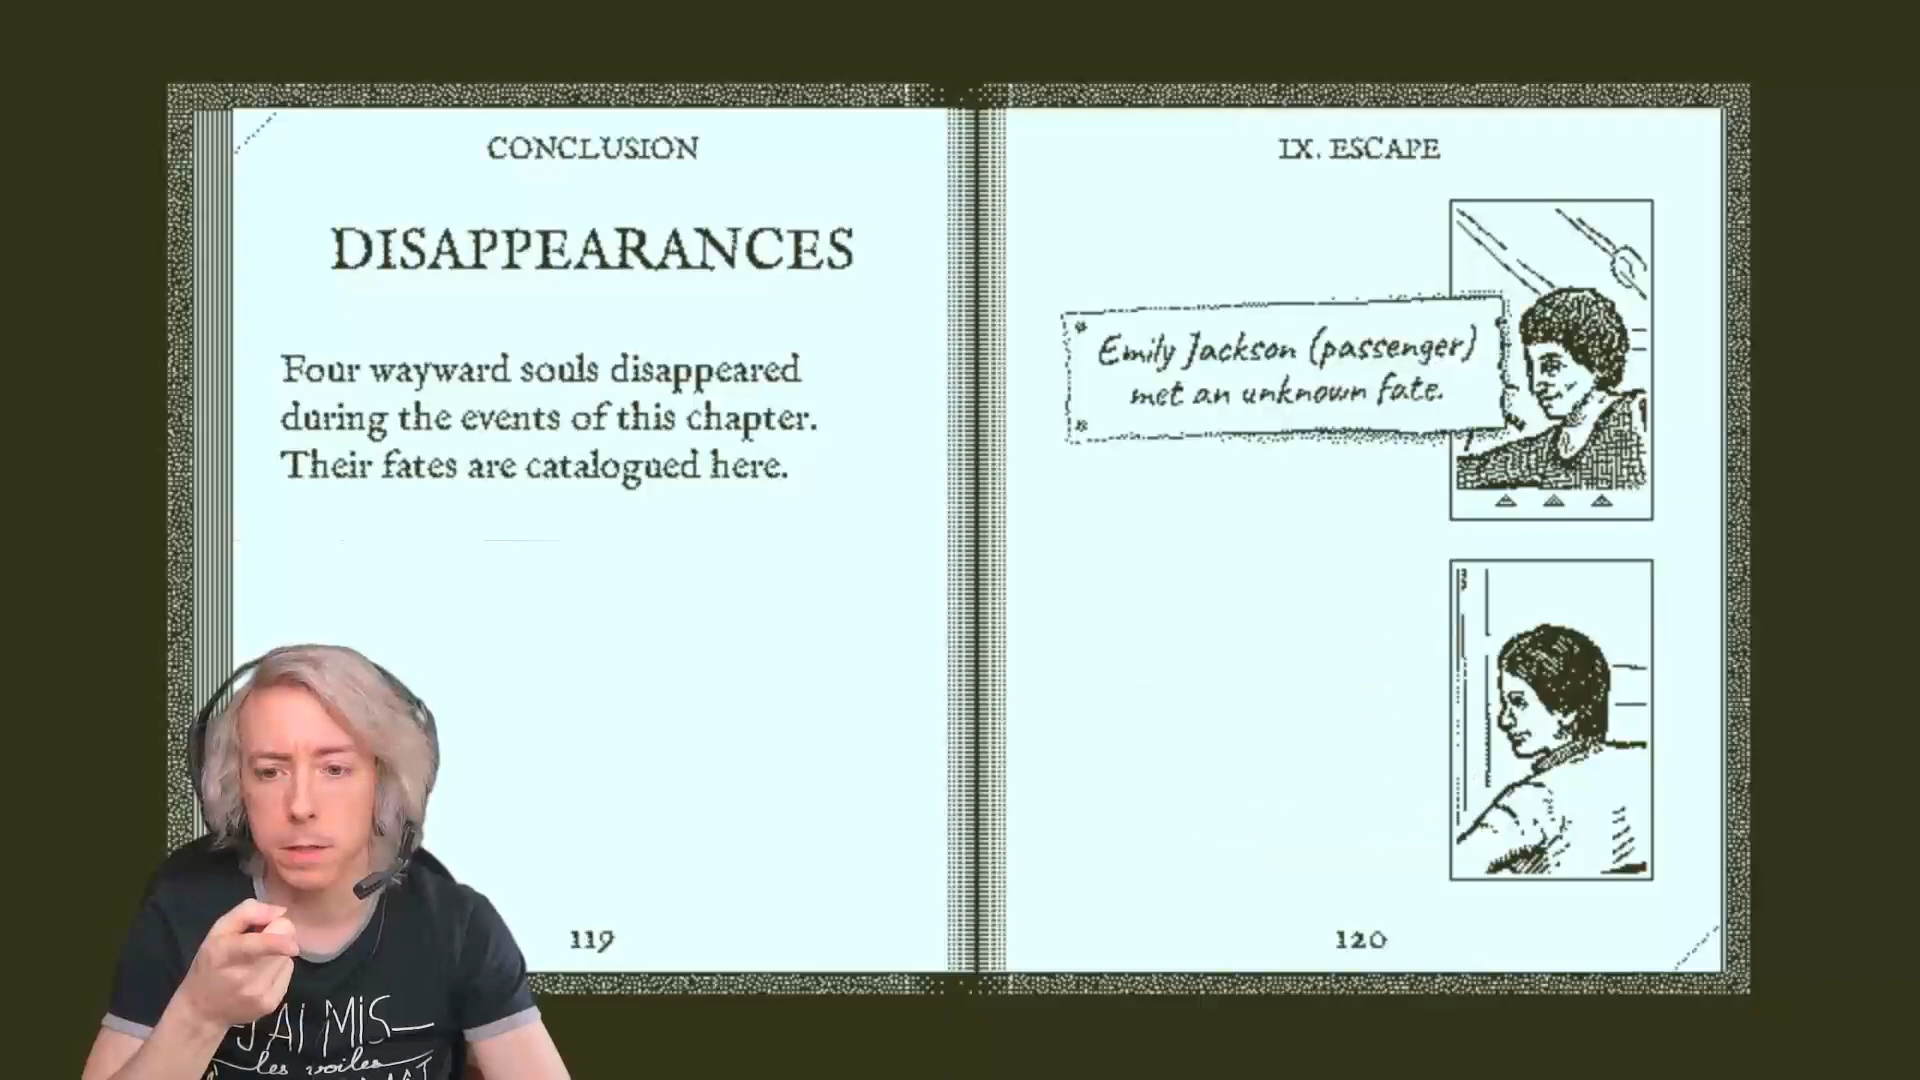 CONCLUSION
DISAPPEARANCES
Four wayward souls disappeared
during the events of this chapter.
Their fates are catalogued here.
119
IX. ESCAPE
Emily Jackson (passenger)
met an unknown fate.
120
J'AI MIS
les voiles